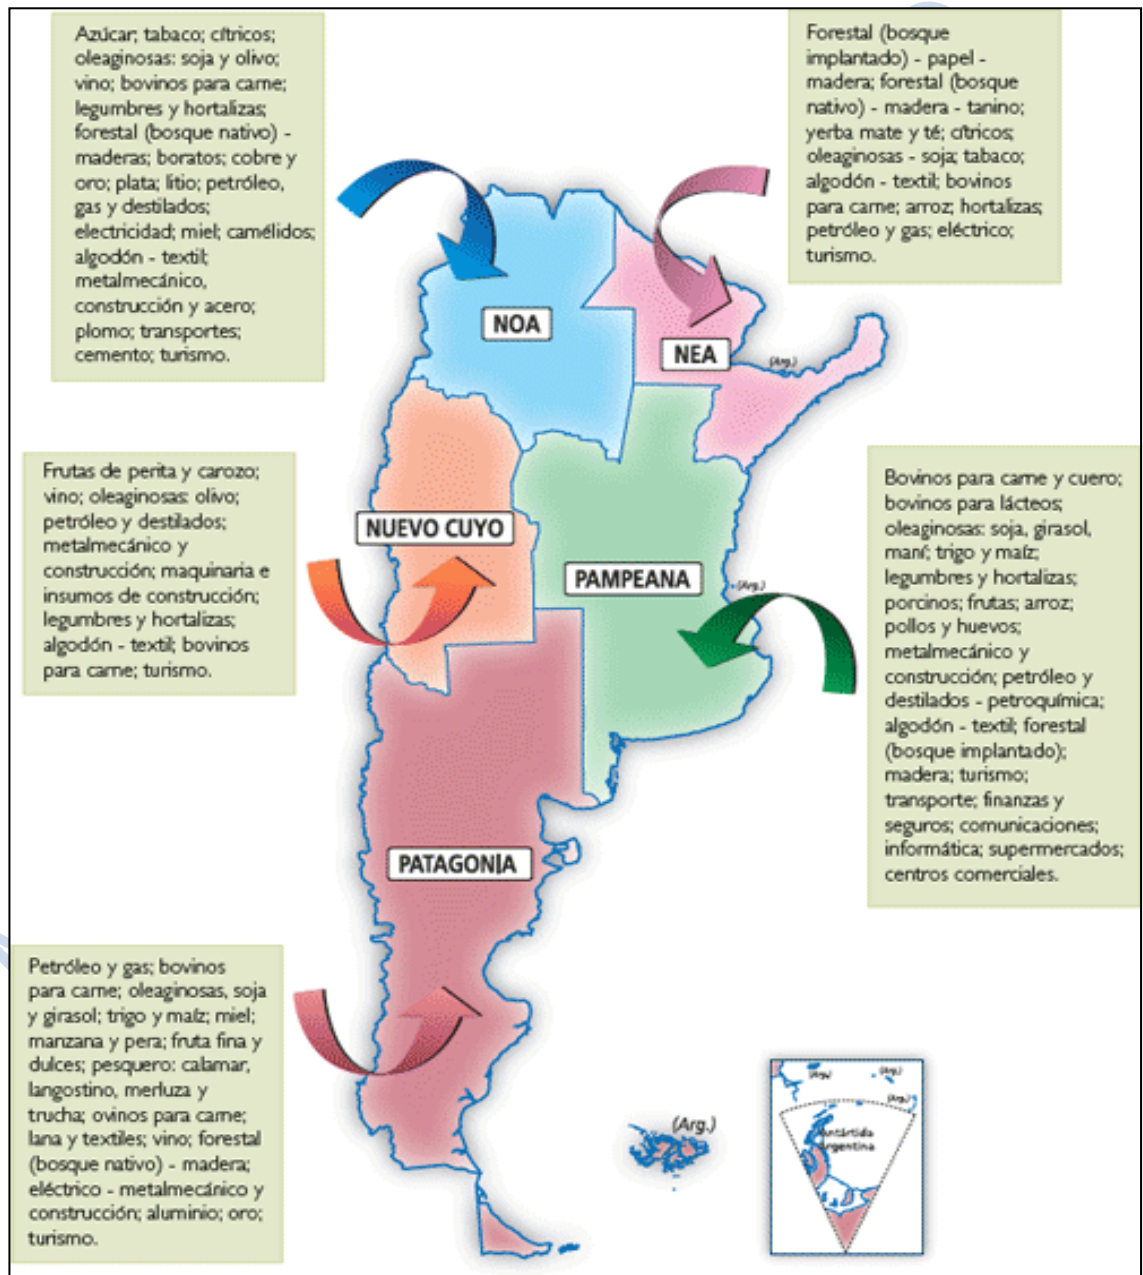 Azúcar; tabaco; cítricos;
oleaginosas: soja y olivo;
vino; bovinos para carne;
legumbres y hortalizas;
forestal (bosque nativo) -
maderas; boratos; cobre y
oro; plata; litio; petróleo,
gas y destilados;
electricidad; miel; camélidos;
algodón - textil;
metalmecánico,
construcción y acero;
plomo; transportes;
cemento; turismo.
Forestal (bosque
implantado) - papel -
madera; forestal (bosque
nativo) - madera - tanino;
yerba mate y té; cítricos;
oleaginosas - soja; tabaco;
algodón - textil; bovinos
para carne; arroz; hortalizas;
petróleo y gas; eléctrico;
turismo.
NOA
NEA
(Arg.)
Frutas de perita y carozo;
vino; oleaginosas: olivo;
petróleo y destilados;
metalmecánico y
construcción; maquinaria e
insumos de construcción;
legumbres y hortalizas;
algodón - textil; bovinos
para carne; turismo.
NUEVO CUYO
PAMPEANA
(Arg.)
Bovinos para carne y cuero;
bovinos para lácteos;
oleaginosas: soja, girasol,
maní; trigo y maíz;
legumbres y hortalizas;
porcinos; frutas; arroz;
pollos y huevos;
metalmecánico y
construcción; petróleo y
destilados - petroquímica;
algodón - textil; forestal
(bosque implantado);
madera; turismo;
transporte; finanzas y
seguros; comunicaciones;
informática; supermercados;
centros comerciales.
PATAGONIA
Petróleo y gas; bovinos
para carne; oleaginosas, soja
y girasol; trigo y maíz; miel;
manzana y pera; fruta fina y
dulces; pesquero: calamar,
langostino, merluza y
trucha; ovinos para carne;
lana y textiles; vino; forestal
(bosque nativo) - madera;
eléctrico - metalmecánico y
construcción; aluminio; oro;
turismo.
(Arg.)
(Arg.)
(Arg.)
(Arg.)
Antártida
Argentina